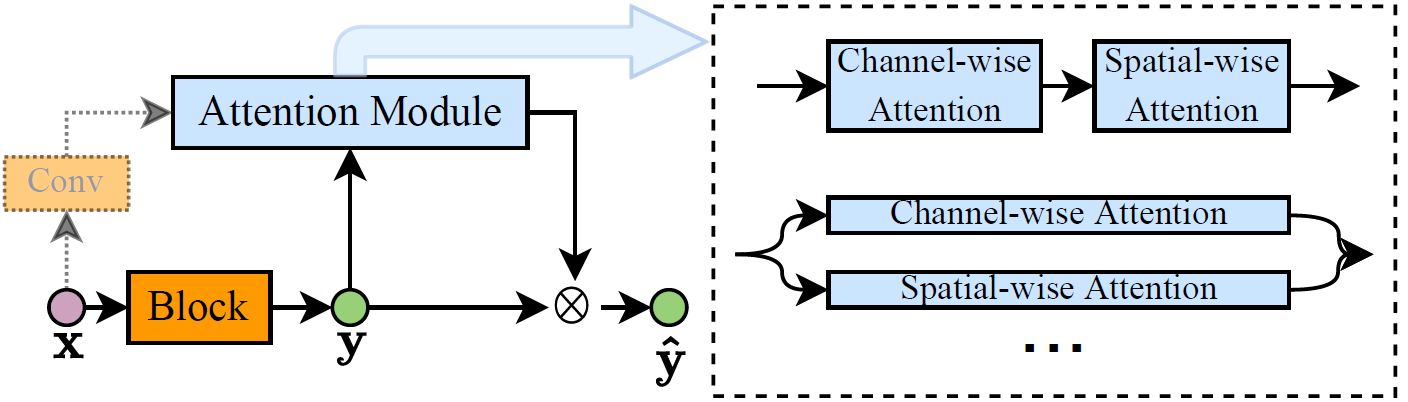 Attention Module
Conv
Block
x
y
ŷ
Channel-wise
Attention
Spatial-wise
Attention
Channel-wise Attention
Spatial-wise Attention
...